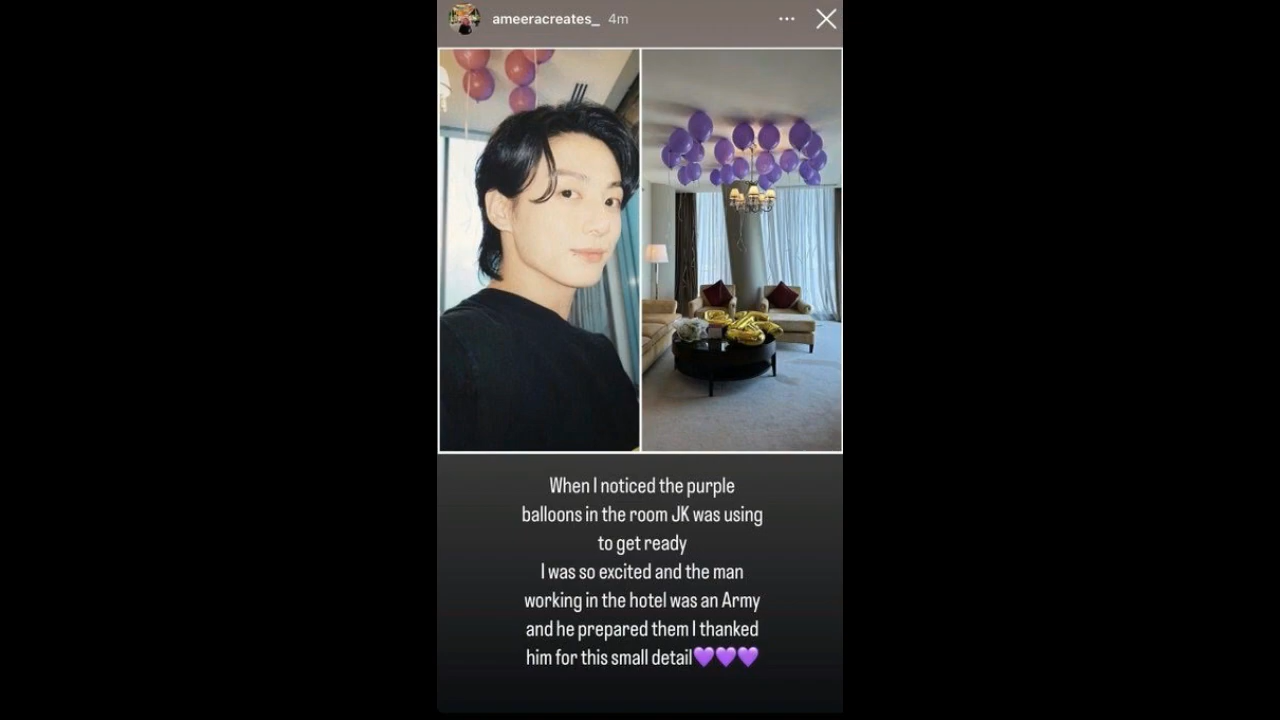 ameeracreates_ 4m
When I noticed the purple
balloons in the room JK was using
to get ready
I was so excited and the man
working in the hotel was an Army
and he prepared them I thanked
him for this small detail💜💜💜